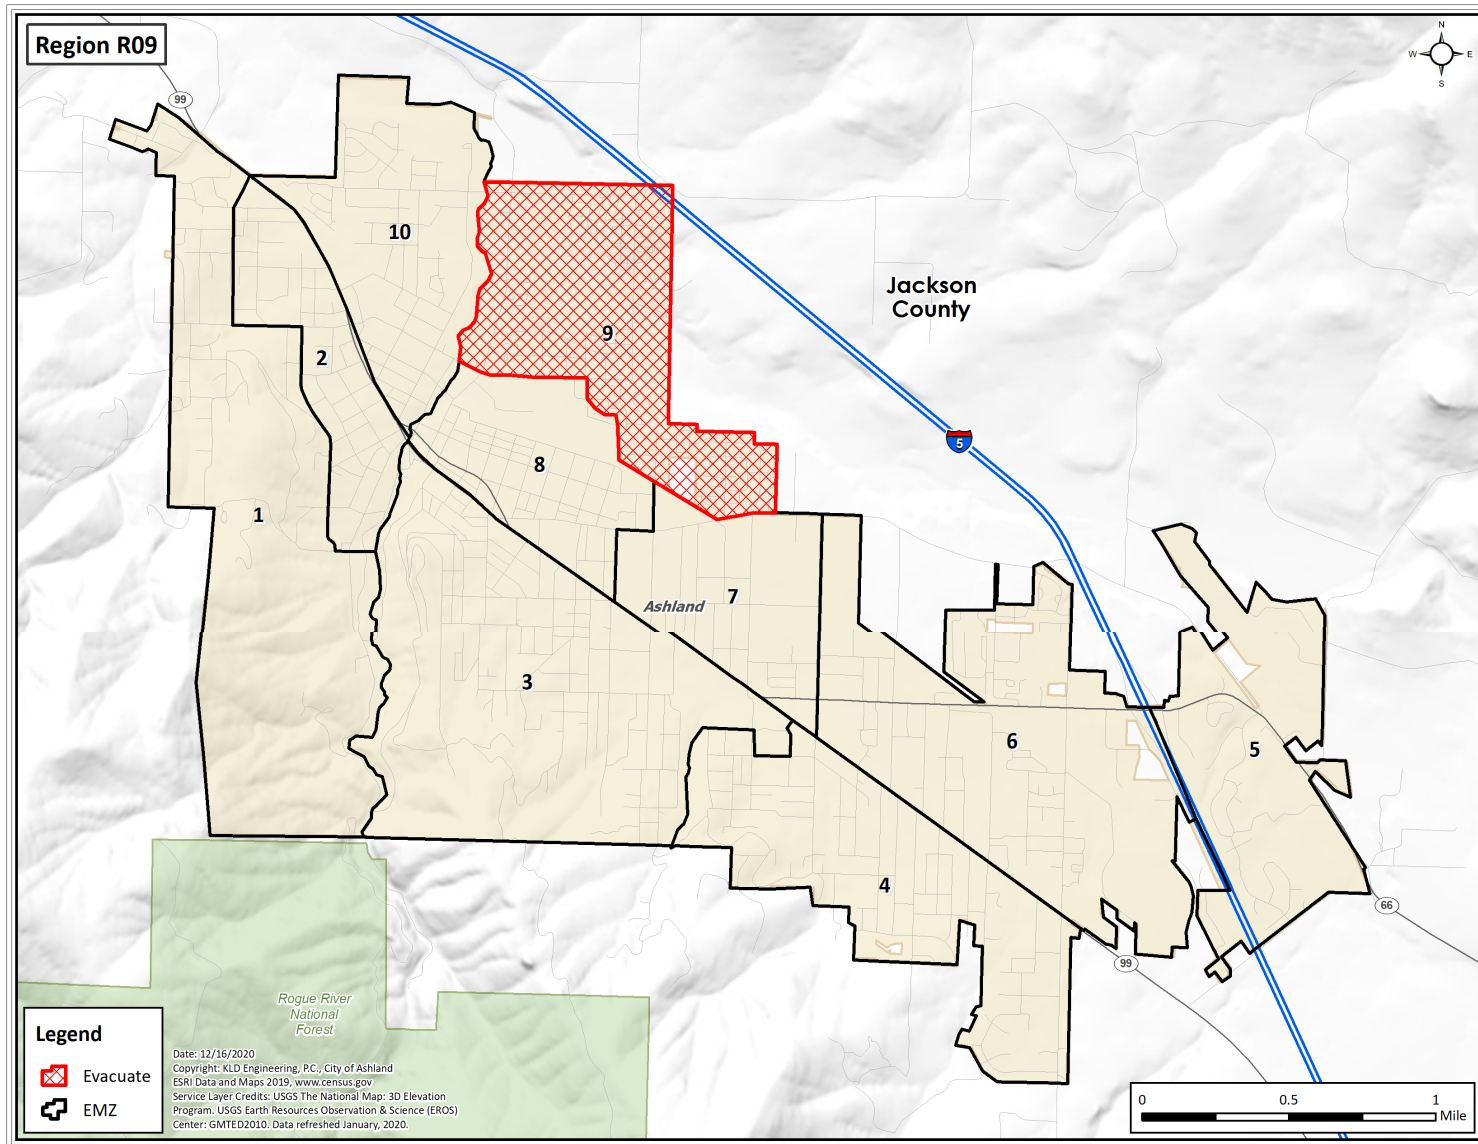 Region R09
N
W E
S
99
10
Jackson
County
9
2
5
8
1
Ashland
7
3
6
5
4
66
99
Rogue River
National
Forest
Legend
Evacuate
EMZ
Date: 12/16/2020
Copyright: KLD Engineering, P.C., City of Ashland
ESRI Data and Maps 2019, www.census.gov
Service Layer Credits: USGS The National Map: 3D Elevation
Program. USGS Earth Resources Observation & Science (EROS)
Center: GMTED2010. Data refreshed January, 2020.
0 0.5 1
Mile